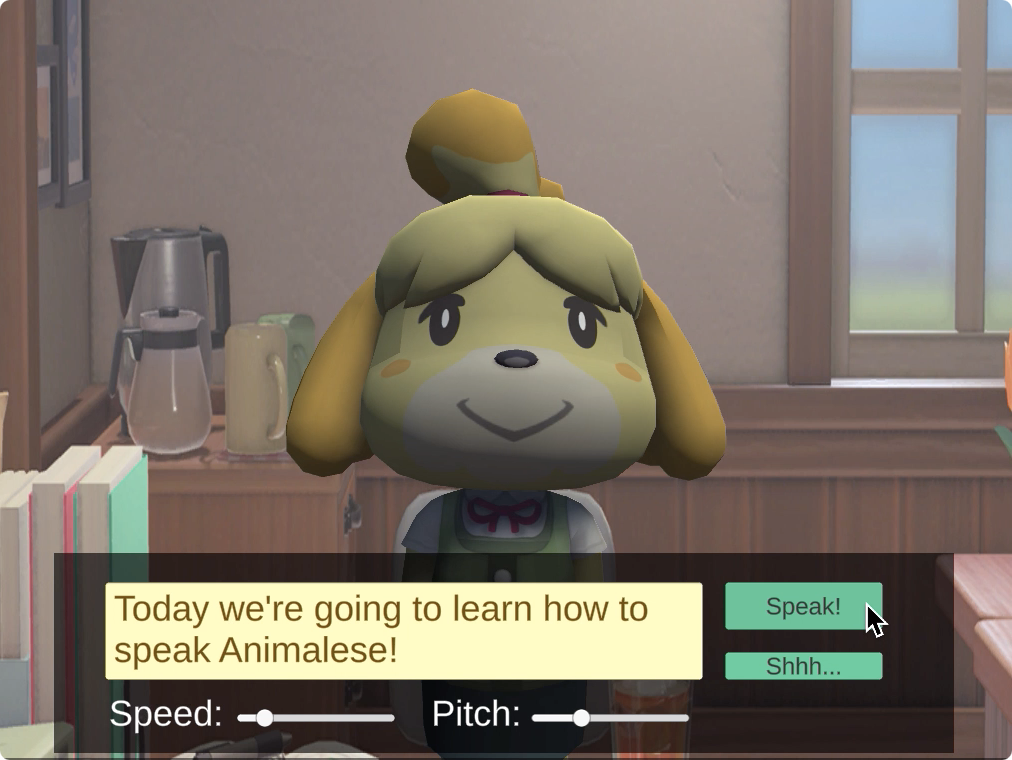 Today we're going to learn how to
speak Animalese!
Speak!
Shhh...
Speed:
Pitch: